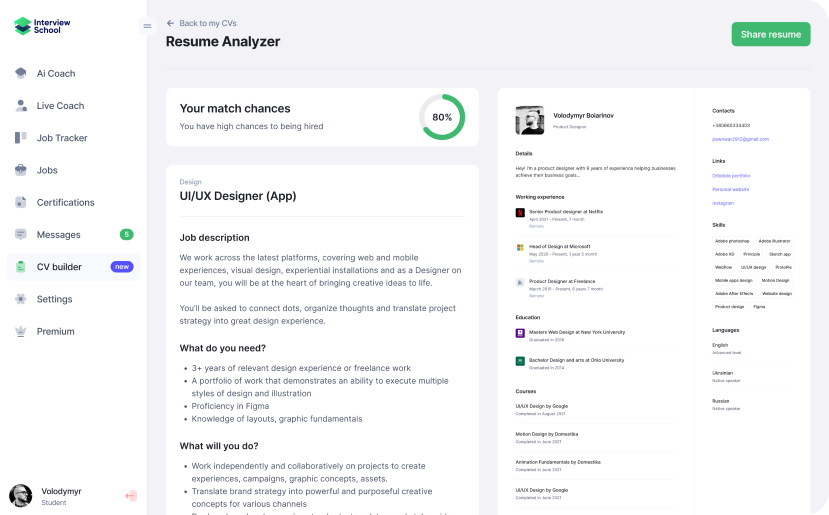 Interview
School
Ai Coach
Live Coach
Job Tracker
Jobs
Certifications
Messages
5
CV builder
new
Settings
Premium
Volodymyr
Student
Back to my CVs
Resume Analyzer
Share resume
Your match chances
You have high chances to being hired
80%
Design
UI/UX Designer (App)
Job description
We work across the latest platforms, covering web and mobile
experiences, visual design, experiential installations and as a Designer on
our team, you will be at the heart of bringing creative ideas to life.
You'll be asked to connect dots, organize thoughts and translate project
strategy into great design experience.
What do you need?
• 3+ years of relevant design experience or freelance work
• A portfolio of work that demonstrates an ability to execute multiple
styles of design and illustration
• Proficiency in Figma
• Knowledge of layouts, graphic fundamentals
What will you do?
• Work independently and collaboratively on projects to create
experiences, campaigns, graphic concepts, assets.
• Translate brand strategy into powerful and purposeful creative
concepts for various channels
Volodymyr Boiarinov
Product Designer
Details
Hey! I'm a product designer with 6 years of experience helping businesses
achieve their business goals...
Working experience
Senior Product designer at Netflix
April 2021 - Present, 7 month
Remote
Head of Design at Microsoft
May 2020 - Present, 1 year 5 month
Remote
Product Designer at Freelance
March 2015 - Present, 6 years 7 month
Remote
Education
Masters Web Design at New York University
Graduated in 2016
Bachelor Design and arts at Ohio University
Graduated in 2014
Courses
UI/UX Design by Google
Completed in August 2021
Motion Design by Domestika
Completed in June 2021
Animation Fundamentals by Domestika
Completed in June 2021
UI/UX Design by Google
Completed in June 2021
Contacts
+380660334403
Links
Dribbble portfolio
Personal website
Instagram
Skills
Adobe photoshop Adobe Illustrator
Adobe XD Principle Sketch app
Webflow UI/UX design ProtoPie
Mobile apps design Motion Design
Adobe After Effects Website design
Product design Figma
Languages
English
Advanced level
Ukrainian
Native speaker
Russian
Native speaker